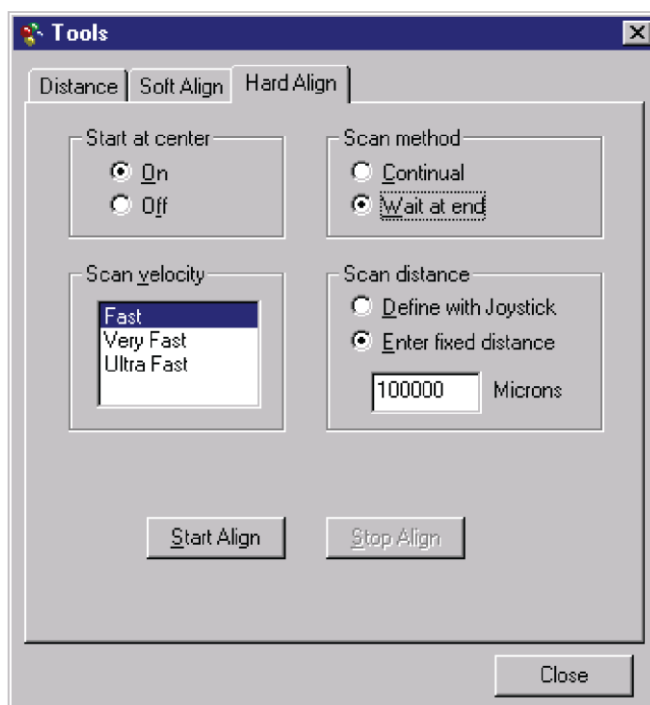 Tools
Distance
Soft Align
Hard Align
Start at center
On
Off
Scan method
Continual
Wait at end
Scan velocity
Fast
Very Fast
Ultra Fast
Scan distance
Define with Joystick
Enter fixed distance
100000 Microns
Start Align
Stop Align
Close